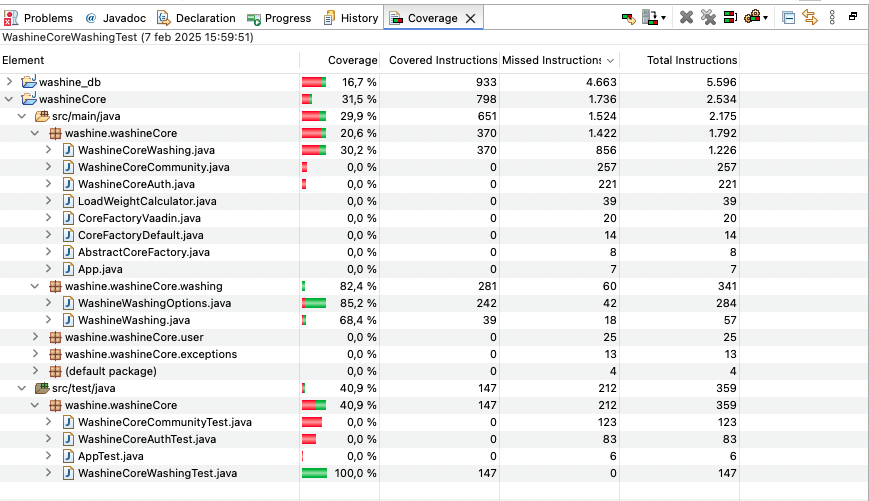 Problems Javadoc Declaration Progress History Coverage
WashineCoreWashingTest (7 feb 2025 15:59:51)
Element Coverage Covered Instructions Missed Instructions Total Instructions
washine_db 16,7 % 933 4.663 5.596
washineCore 31,5 % 798 1.736 2.534
src/main/java 29,9 % 651 1.524 2.175
washine.washineCore 20,6 % 370 1.422 1.792
WashineCoreWashing.java 30,2 % 370 856 1.226
WashineCoreCommunity.java 0,0 % 0 257 257
WashineCoreAuth.java 0,0 % 0 221 221
LoadWeightCalculator.java 0,0 % 0 39 39
CoreFactoryVaadin.java 0,0 % 0 20 20
CoreFactoryDefault.java 0,0 % 0 14 14
AbstractCoreFactory.java 0,0 % 0 8 8
App.java 0,0 % 0 7 7
washine.washineCore.washing 82,4 % 281 60 341
WashineWashingOptions.java 85,2 % 242 42 284
WashineWashing.java 68,4 % 39 18 57
washine.washineCore.user 0,0 % 0 25 25
washine.washineCore.exceptions 0,0 % 0 13 13
(default package) 0,0 % 0 4 4
src/test/java 40,9 % 147 212 359
washine.washineCore 40,9 % 147 212 359
WashineCoreCommunityTest.java 0,0 % 0 123 123
WashineCoreAuthTest.java 0,0 % 0 83 83
AppTest.java 0,0 % 0 6 6
WashineCoreWashingTest.java 100,0 % 147 0 147